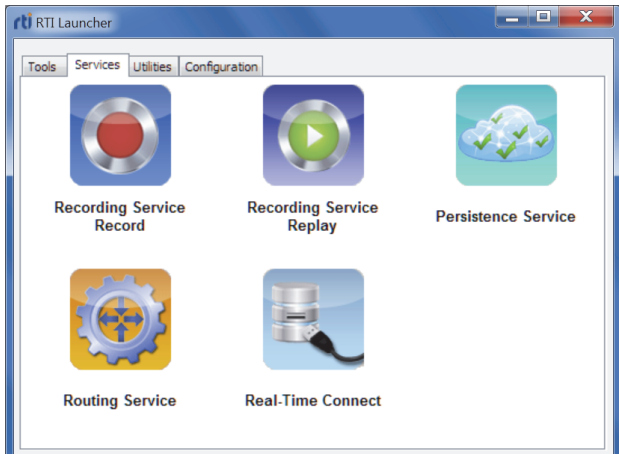 rti RTI Launcher
Tools Services Utilities Configuration
Recording Service
Record
Recording Service
Replay
Persistence Service
Routing Service
Real-Time Connect